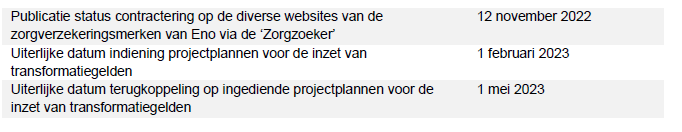 Publicatie status contractering op de diverse websites van de 12 november 2022
zorgverzekeringsmerken van Eno via de ‘Zorgzoeker’
Uiterlijke datum indiening projectplannen voor de inzet van 1 februari 2023
transformatiegelden
Uiterlijke datum terugkoppeling op ingediende projectplannen voor de 1 mei 2023
inzet van transformatiegelden